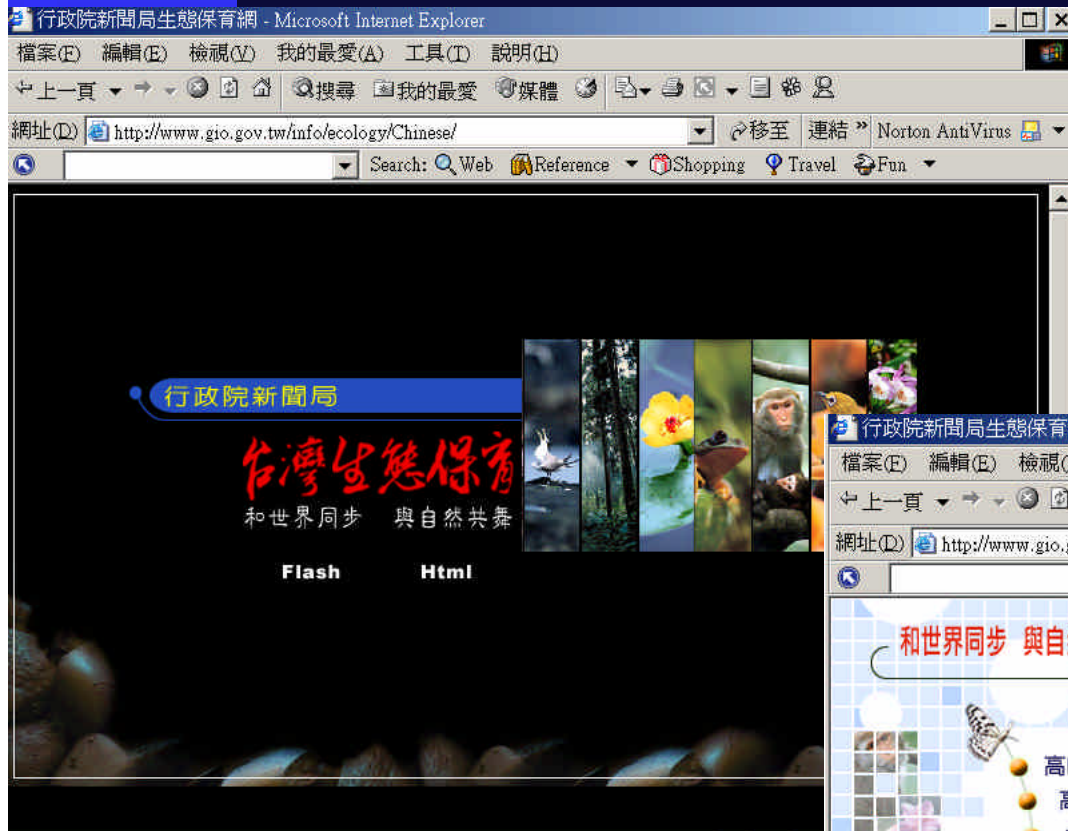 行政院新聞局生態保育網 - Microsoft Internet Explorer
檔案(F) 編輯(E) 檢視(V) 我的最愛(A) 工具(T) 說明(H)
上一頁 搜尋 我的最愛 媒體
網址(D) http://www.gio.gov.tw/info/ecology/Chinese/ 移至 連結 » Norton AntiVirus
Search: Web Reference Shopping Travel Fun
行政院新聞局
台灣生態保育
和世界同步 與自然共舞
Flash Html
行政院新聞局生態保育
檔案(F) 編輯(E) 檢視(
上一頁
網址(D) http://www.gio.g
和世界同步 與自
高
高